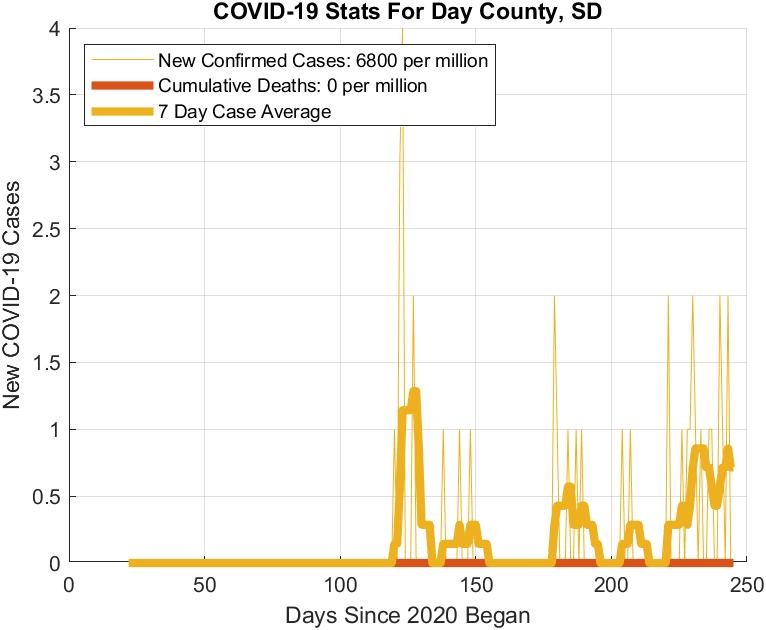 COVID-19 Stats For Day County, SD
New Confirmed Cases: 6800 per million
Cumulative Deaths: 0 per million
7 Day Case Average
New COVID-19 Cases
4
3.5
3
2.5
2
1.5
1
0.5
0
0 50 100 150 200 250
Days Since 2020 Began